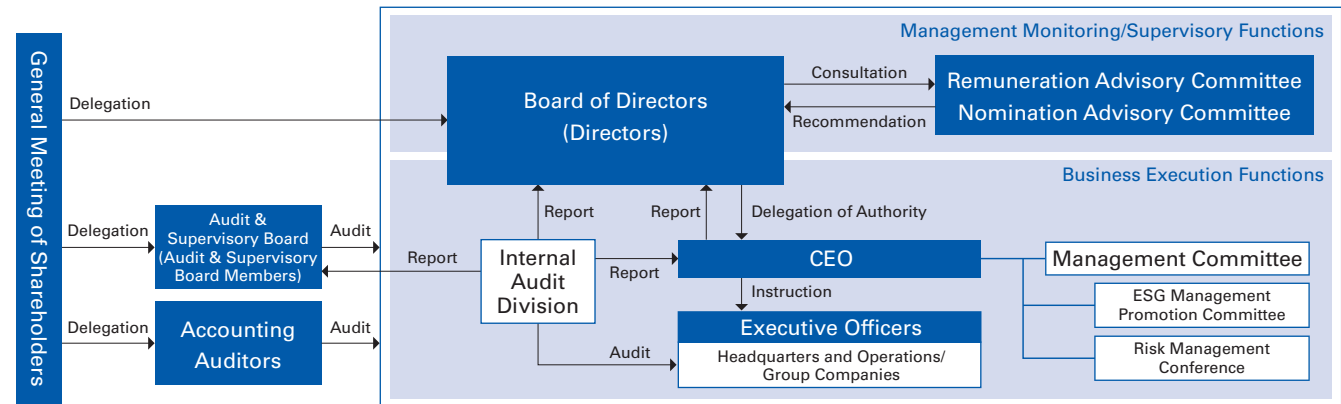 General Meeting of Shareholders
Management Monitoring/Supervisory Functions
Delegation
Board of Directors
(Directors)
Consultation
Recommendation
Remuneration Advisory Committee
Nomination Advisory Committee
Business Execution Functions
Delegation
Audit &
Supervisory Board
(Audit & Supervisory
Board Members)
Audit
Report
Report
Report
Delegation of Authority
Internal
Audit
Division
Report
CEO
Management Committee
Instruction
ESG Management
Promotion Committee
Delegation
Accounting
Auditors
Audit
Audit
Executive Officers
Headquarters and Operations/
Group Companies
Risk Management
Conference